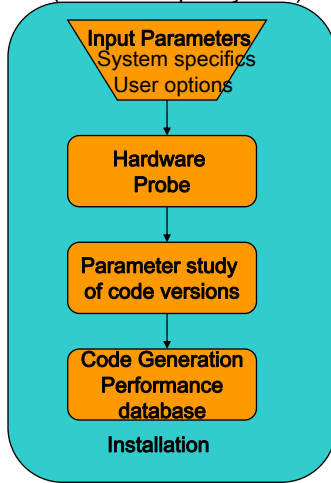 Input Parameters
System specifics
User options
Hardware
Probe
Parameter study
of code versions
Code Generation
Performance
database
Installation